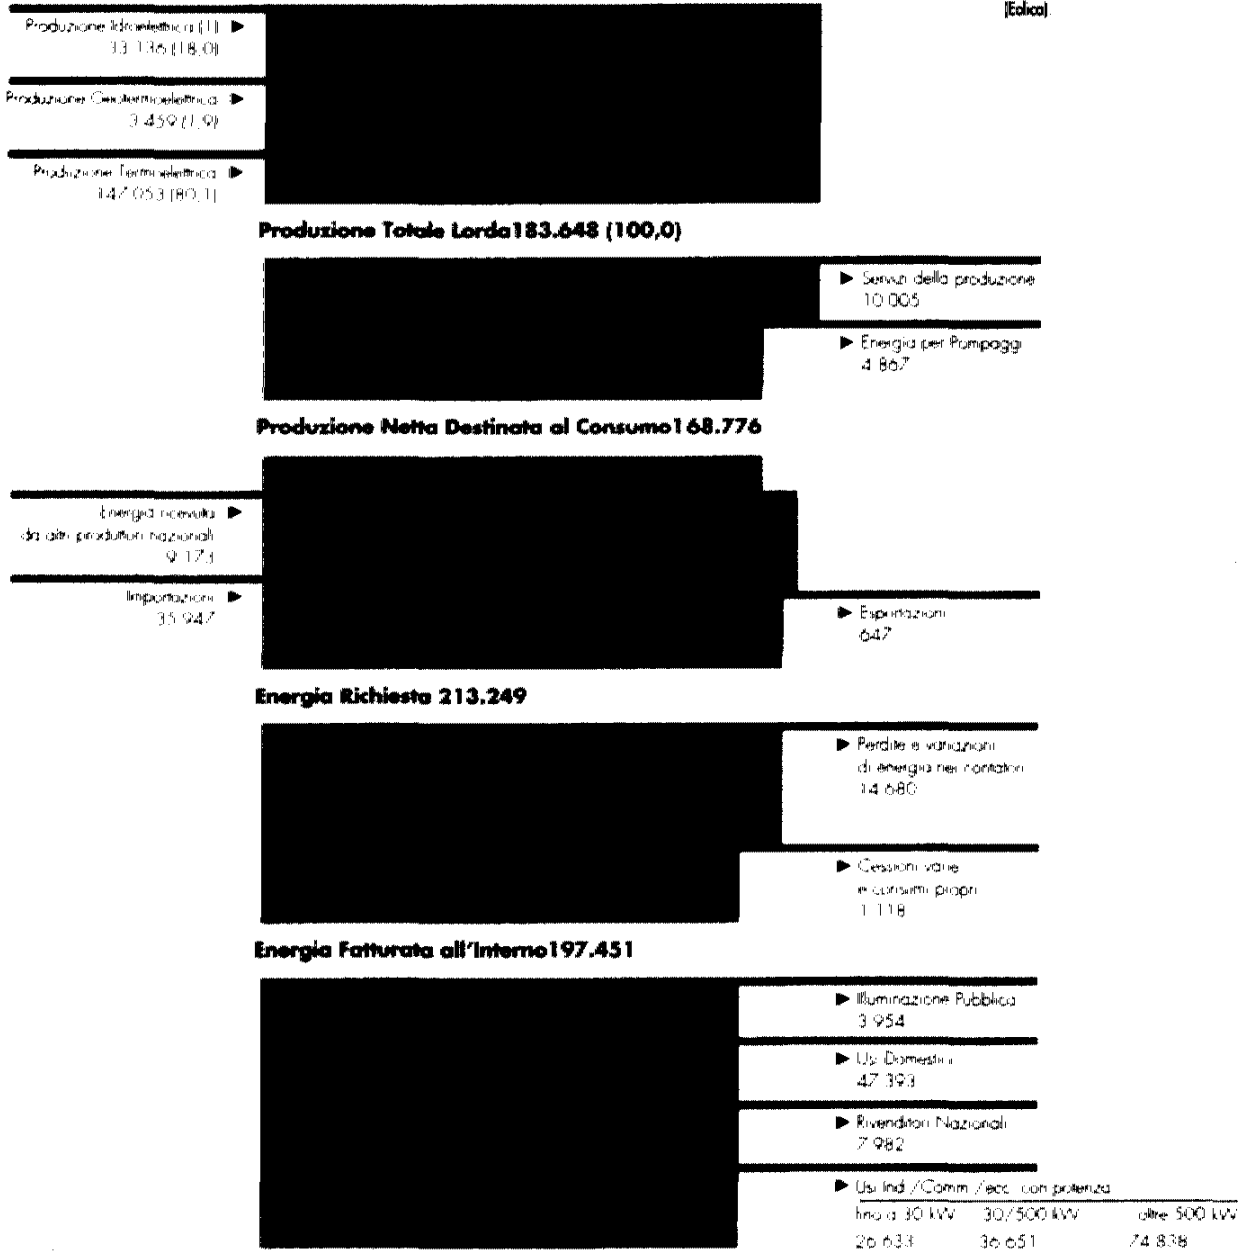 (Eolica).
Produzione Idroelettrica (1)
33.136 (18,0)
Produzione Geotermoelettrica
3.459 (1,9)
Produzione Termoelettrica
147.053 (80,1)
Produzione Totale Lorda183.648 (100,0)
Servizi della produzione
10.005
Energia per Pompaggi
4.867
Produzione Netta Destinata al Consumo168.776
Energia ricevuta
da altri produttori nazionali
9.173
Importazioni
35.947
Esportazioni
647
Energia Richiesta 213.249
Perdite e variazioni
di energia nei contatori
14.680
Cessioni varie
e consumi propri
1.118
Energia Fatturata all'Interno197.451
Illuminazione Pubblica
3.954
Usi Domestici
47.393
Rivenditori Nazionali
7.982
Usi Ind./Comm./ecc. con potenza
fino a 30 kW 30/500 kW oltre 500 kW
26.633 36.651 74.838